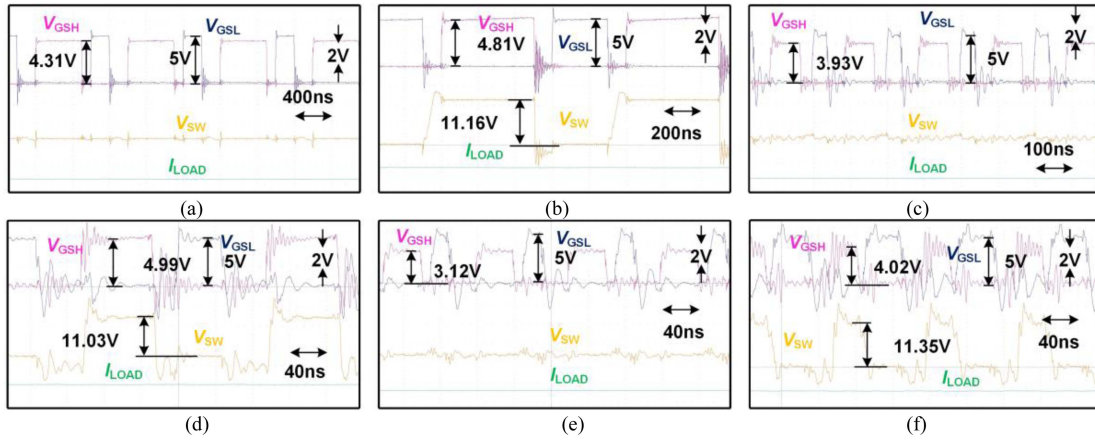 VGSH
VGSL
4.31V
5V
2V
400ns
VSW
ILOAD
(a)
VGSH
4.81V
VGSL
5V
2V
11.16V
VSW
200ns
ILOAD
(b)
VGSH
VGSL
3.93V
5V
2V
VSW
100ns
ILOAD
(c)
VGSH
4.99V
VGSL
5V
2V
11.03V
VSW
40ns
ILOAD
(d)
VGSH
3.12V
VGSL
5V
2V
VSW
40ns
ILOAD
(e)
VGSH
4.02V
VGSL
5V
2V
VSW
11.35V
40ns
ILOAD
(f)